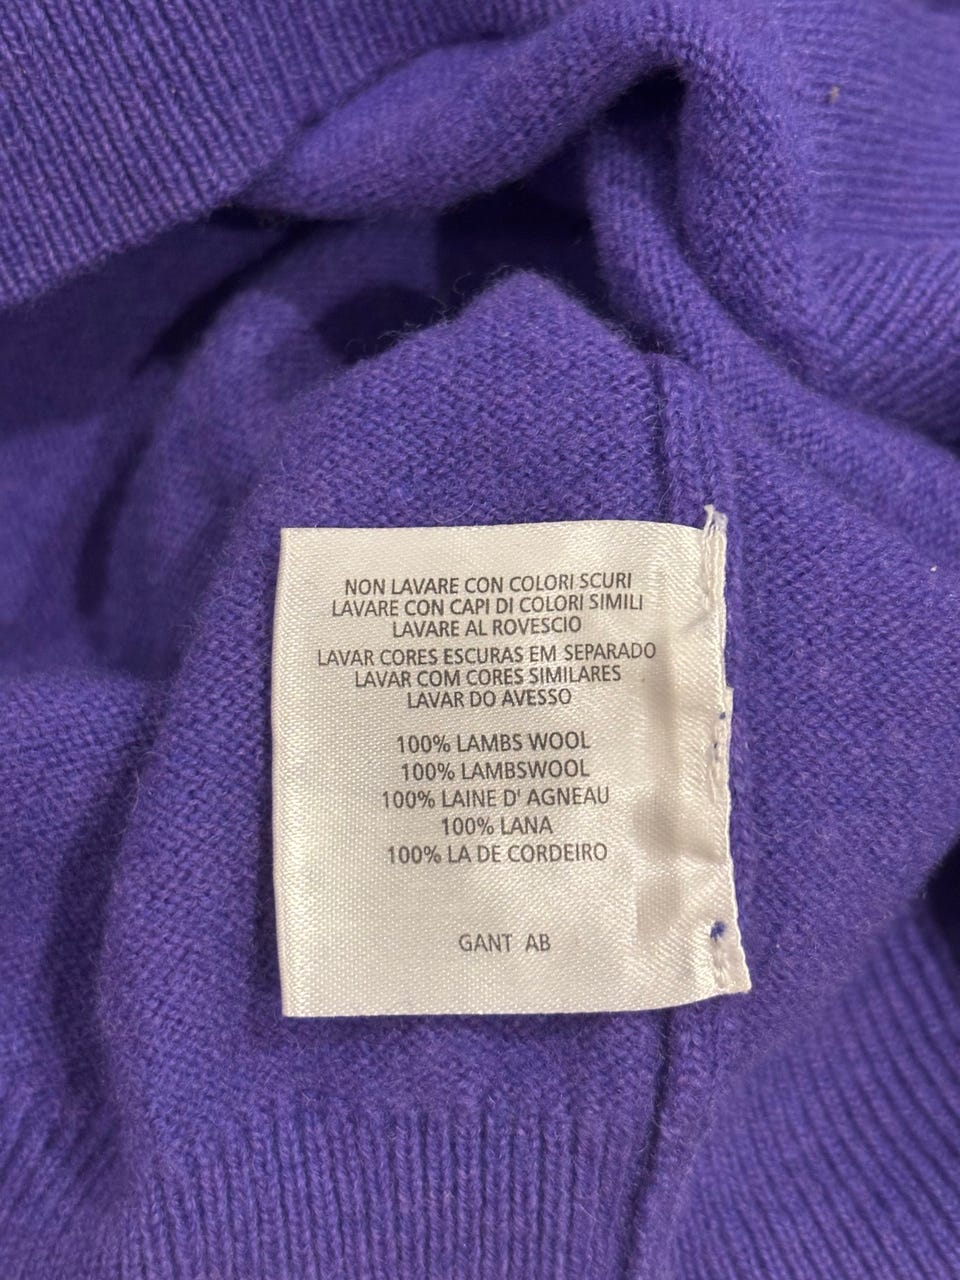 NON LAVARE CON COLORI SCURI
LAVARE CON CAPI DI COLORI SIMILI
LAVARE AL ROVESCIO
LAVAR CORES ESCURAS EM SEPARADO
LAVAR COM CORES SIMILARES
LAVAR DO AVESSO
100% LAMBS WOOL
100% LAMBSWOOL
100% LAINE D' AGNEAU
100% LANA
100% LA DE CORDEIRO
GANT AB